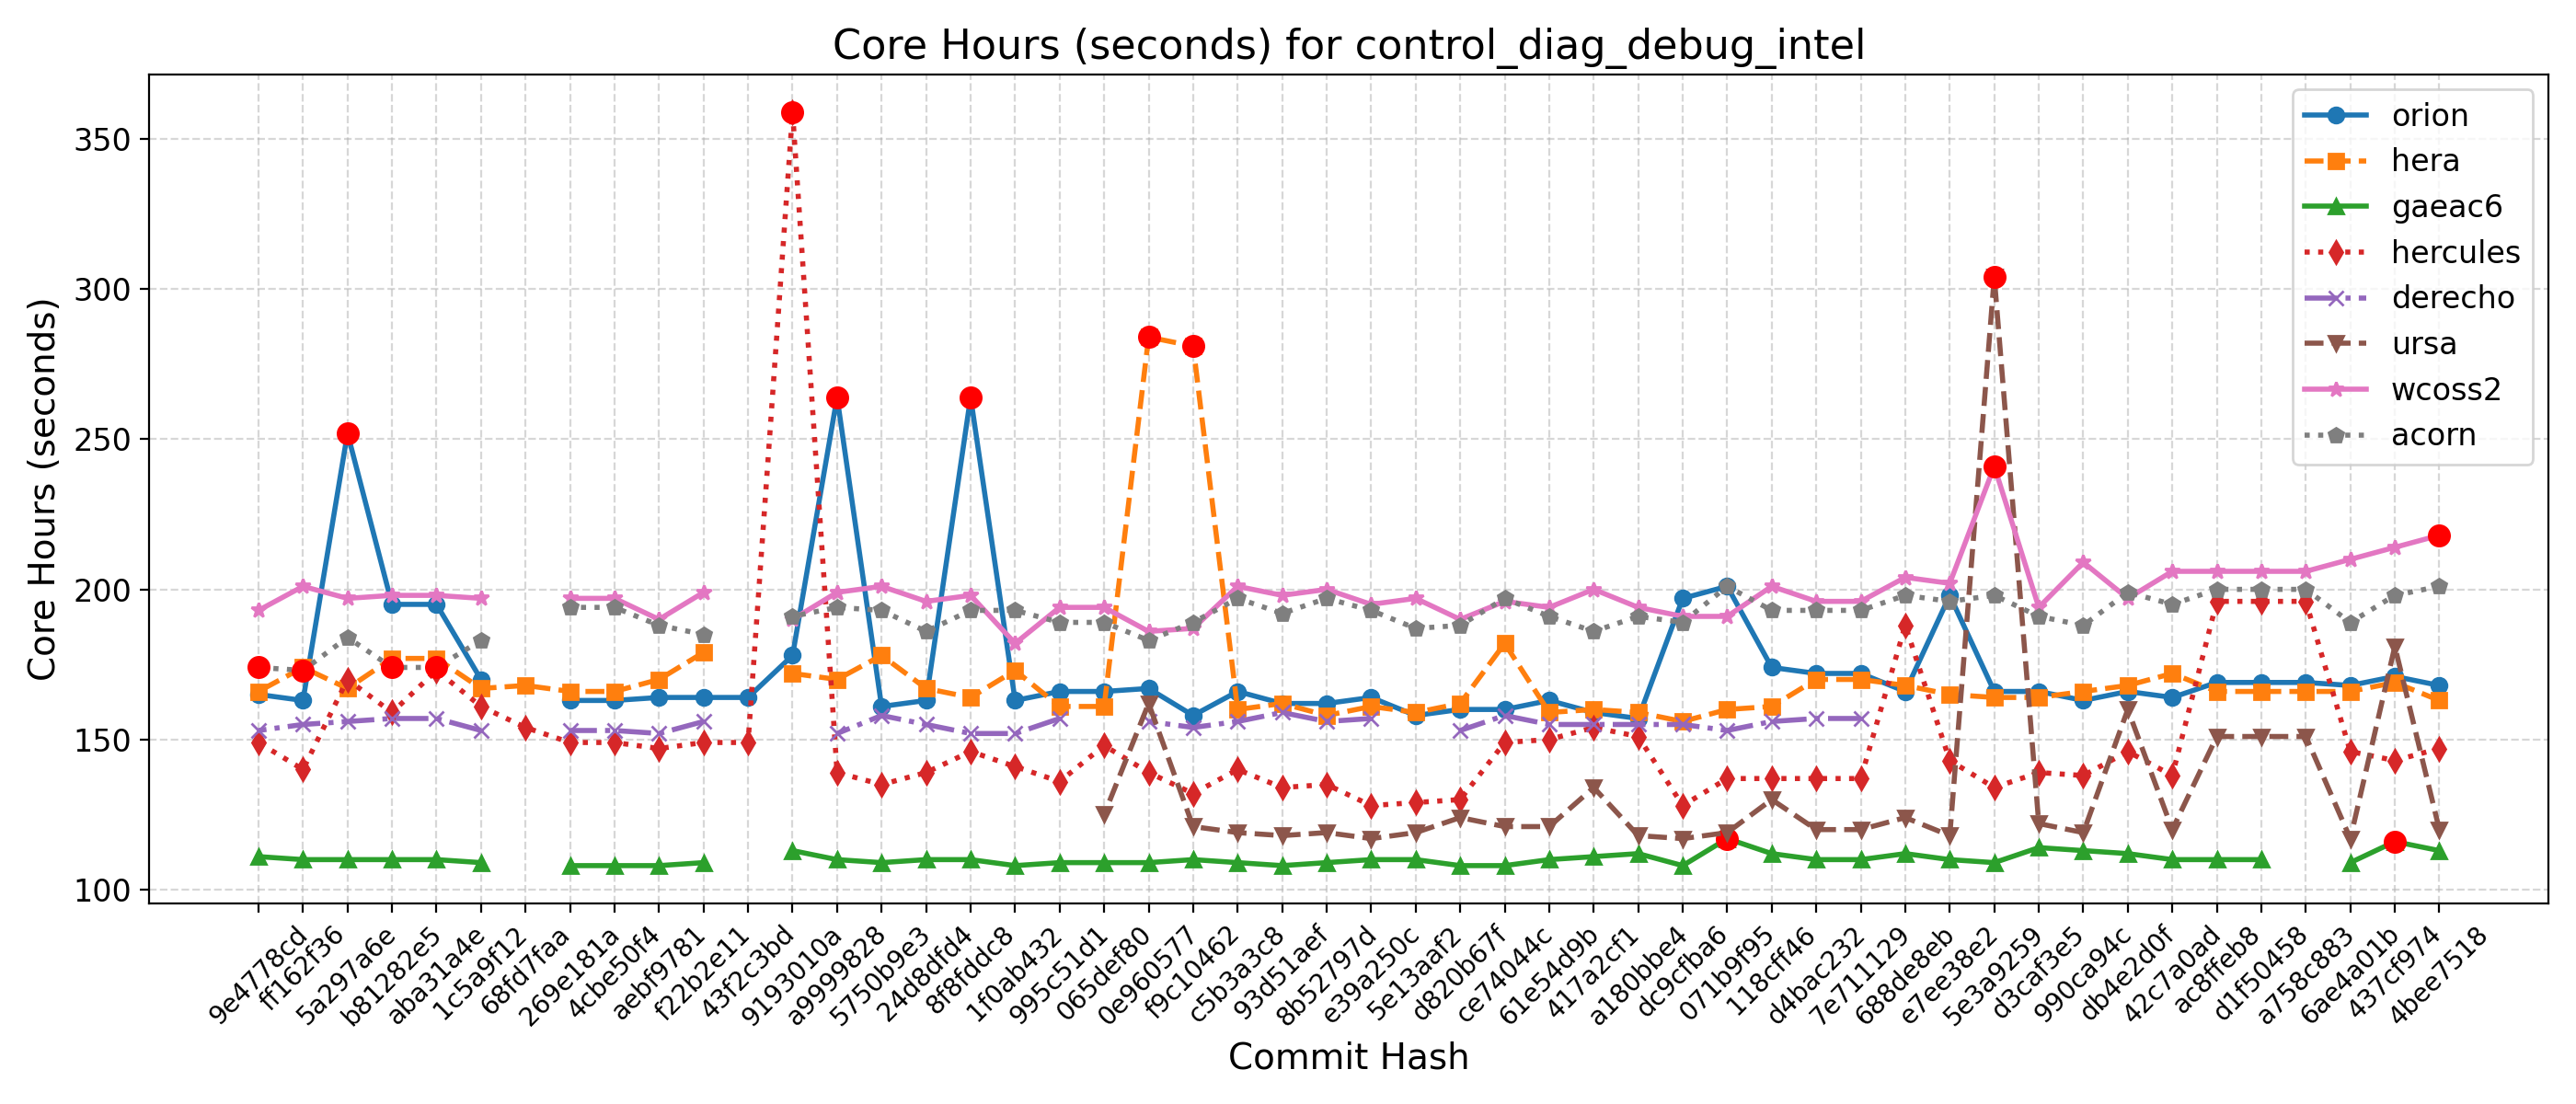 Core Hours (seconds) for control_diag_debug_intel
Core Hours (seconds)
350
300
250
200
150
100
orion
hera
gaeac6
hercules
derecho
ursa
wcoss2
acorn
9e4778cd
ff162f36
5a297a6e
b81282e5
aba31a4e
1c5a9f12
68fd7faa
269e181a
4cbe50f4
aebf9781
f22b2e11
43f2c3bd
9193010a
a9999828
5750b9e3
24d8dfd4
8f8fddc8
1f0ab432
995c51d1
065def80
0e960577
f9c10462
c5b3a3c8
93d51aef
8b52797d
e39a250c
5e13aaf2
d820b67f
ce74044c
61e54d9b
417a2cf1
a180bbe4
dc9cfba6
071b9f95
118cff46
d4bac232
7e711129
688de8eb
e7ee38e2
5e3a9259
d3caf3e5
990ca94c
db4e2d0f
42c7a0ad
ac8ffeb8
d1f50458
a758c883
6ae4a01b
437cf974
4bee7518
Commit Hash